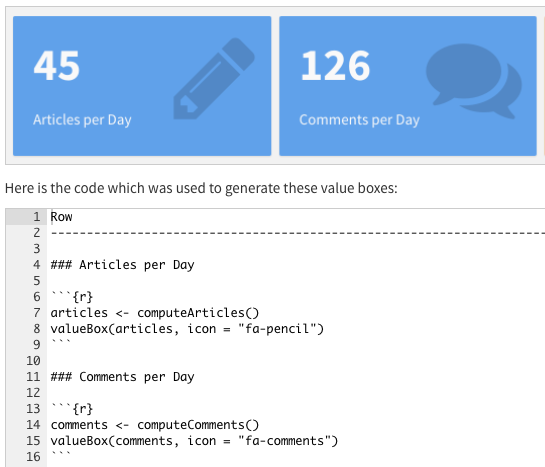 45
Articles per Day
126
Comments per Day
Here is the code which was used to generate these value boxes:
1 Row
2 ---------------------------------------------------------------------
3
4 ### Articles per Day
5
6 ```{r}
7 articles <- computeArticles()
8 valueBox(articles, icon = "fa-pencil")
9 ```
10
11 ### Comments per Day
12
13 ```{r}
14 comments <- computeComments()
15 valueBox(comments, icon = "fa-comments")
16 ```